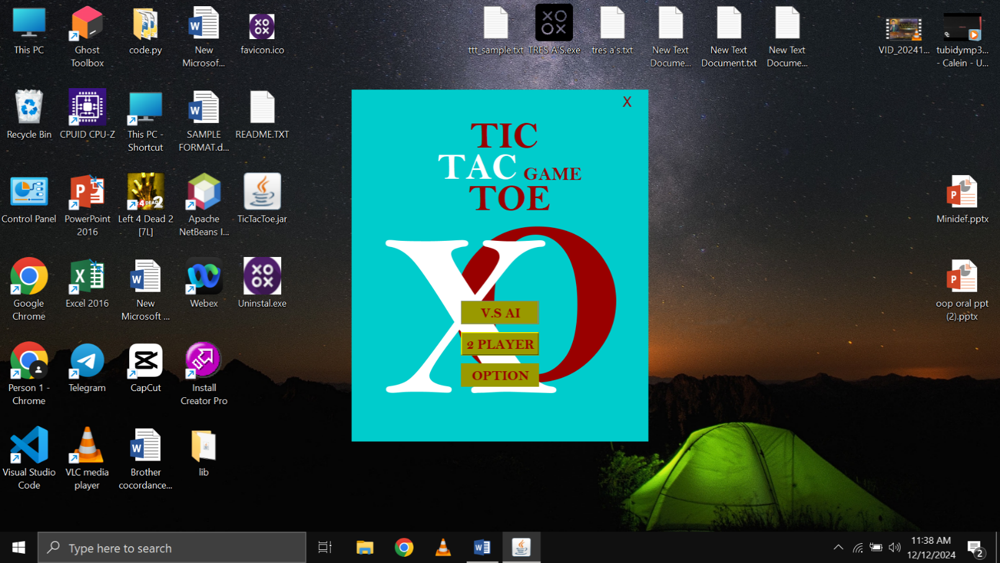 This PC
Ghost
Toolbox
code.py
New
Microsof...
favicon.ico
ttt_sample.txt
TRES A'S.exe
tres a's.txt
New Text
Docume...
New Text
Document.txt
New Text
Docume...
VID_20241...
tubidymp3...
- Calein - U...
Recycle Bin
CPUID CPU-Z
This PC -
Shortcut
SAMPLE
FORMAT.d...
README.TXT
Control Panel
PowerPoint
2016
Left 4 Dead 2
[7L]
Apache
NetBeans I...
TicTacToe.jar
Minidef.pptx
Google
Chrome
Excel 2016
New
Microsoft ...
Webex
Uninstal.exe
oop oral ppt
(2).pptx
Person 1 -
Chrome
Telegram
CapCut
Install
Creator Pro
Visual Studio
Code
VLC media
player
Brother
cocordance...
lib
X
TIC
TAC GAME
TOE
XO
V.S AI
2 PLAYER
OPTION
Type here to search
11:38 AM
12/12/2024
2